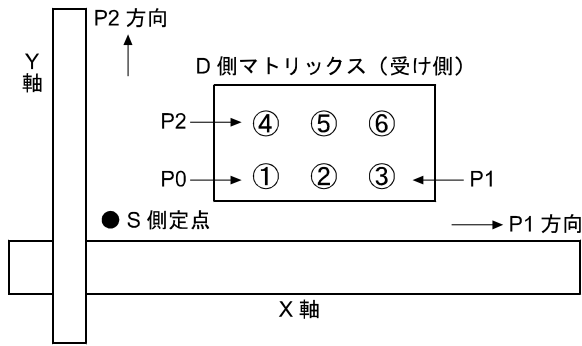 P2 方向
Y
軸
D 側マトリックス（受け側）
P2
④ ⑤ ⑥
P0
① ② ③
P1
S 側定点
P1 方向
X 軸